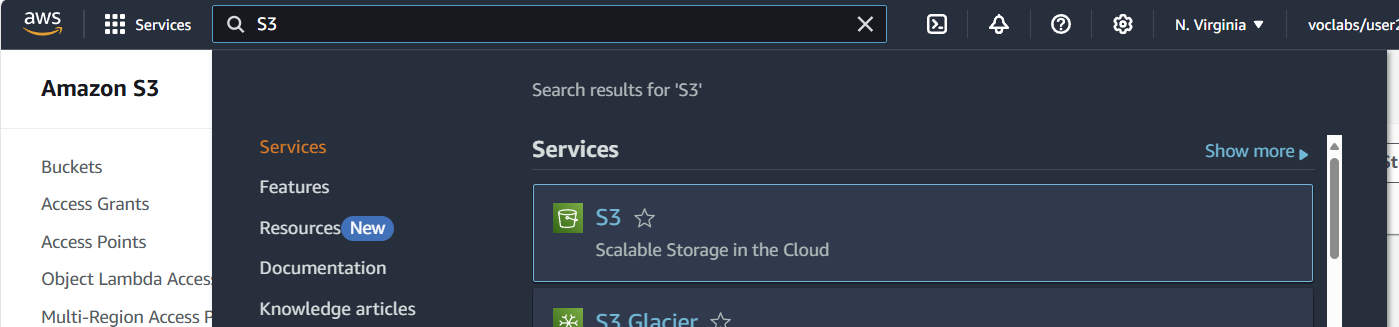 aws Services S3 N. Virginia voclabs/user2
Amazon S3
Buckets
Access Grants
Access Points
Object Lambda Access
Multi-Region Access P
Search results for 'S3'
Services
Features
Resources New
Documentation
Knowledge articles
Services Show more
S3
Scalable Storage in the Cloud
S3 Glacier